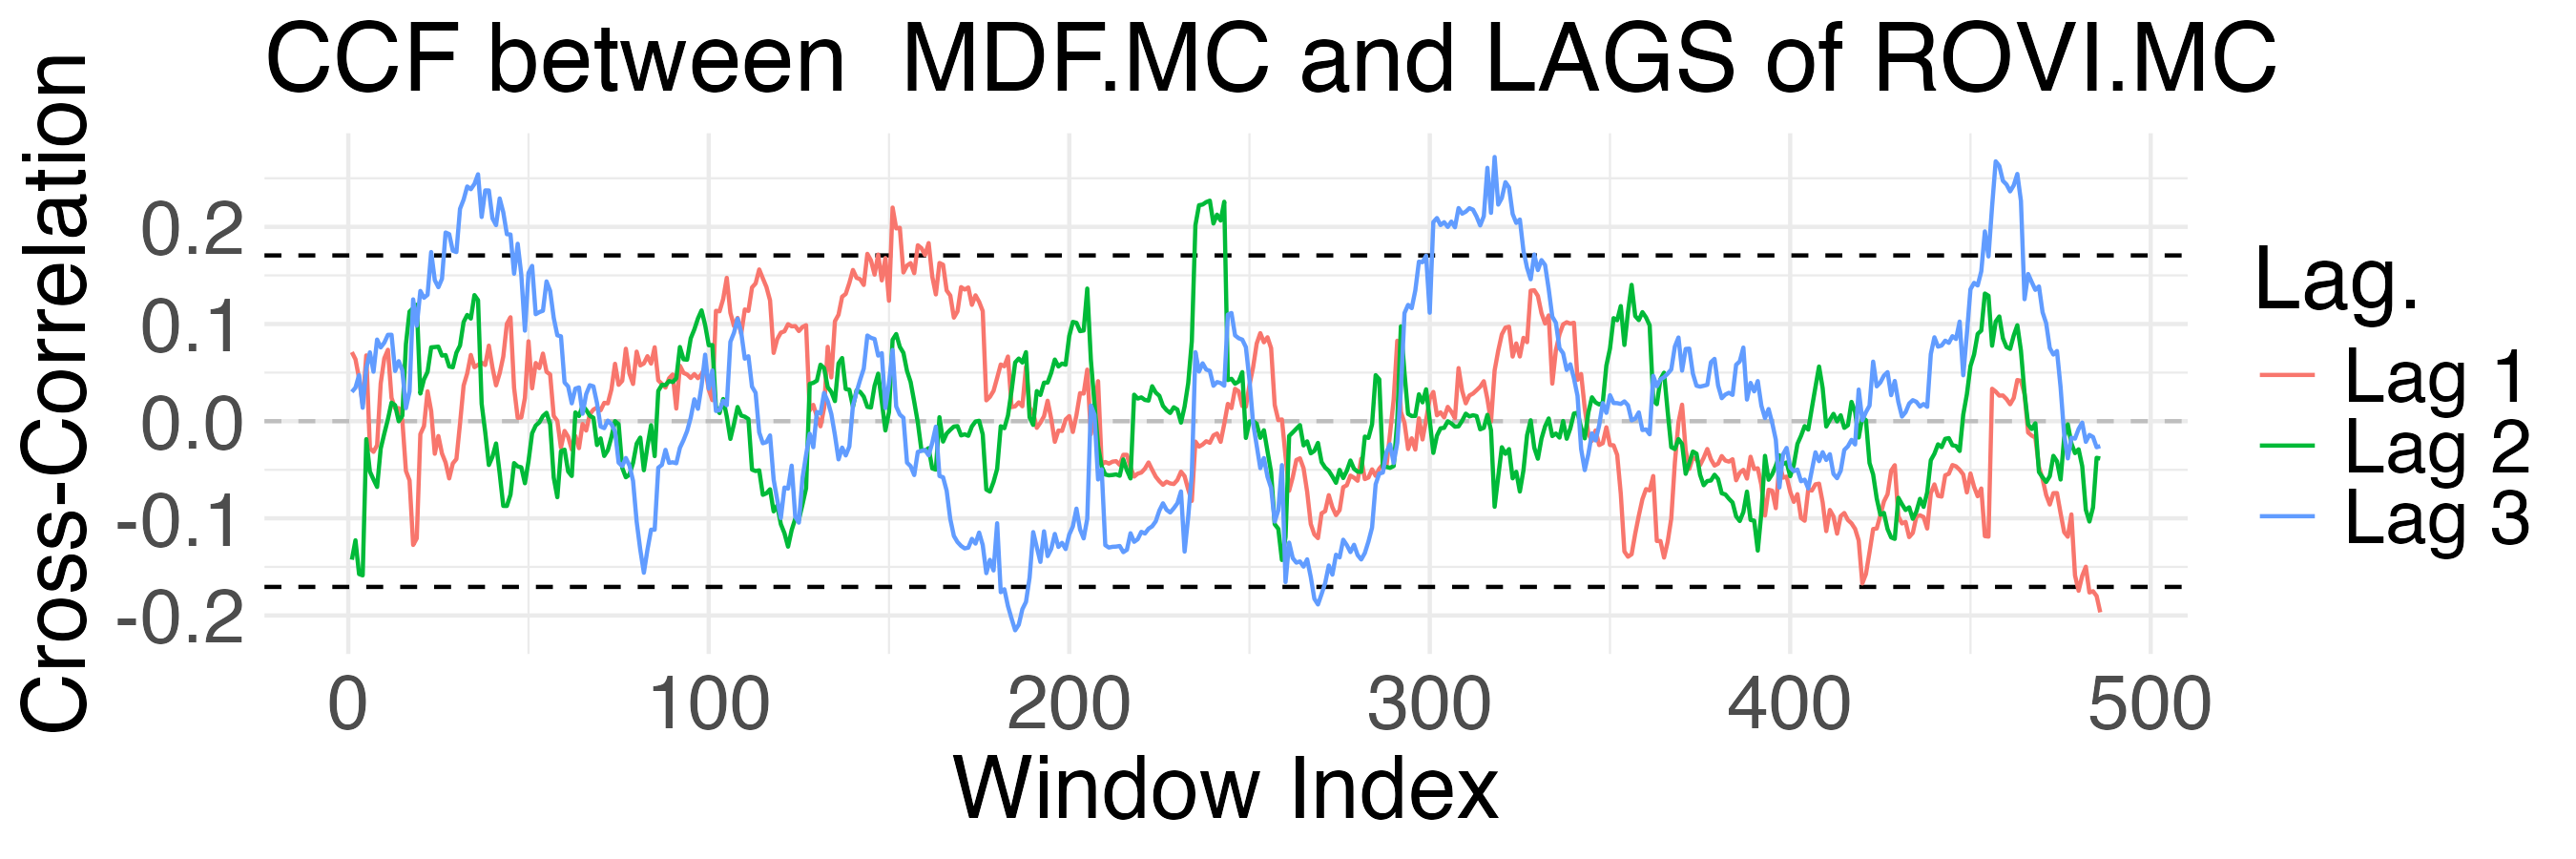 CCF between  MDF.MC and LAGS of ROVI.MC
Cross-Correlation
0.2
0.1
0.0
-0.1
-0.2
0 100 200 300 400 500
Window Index
Lag.
Lag 1
Lag 2
Lag 3